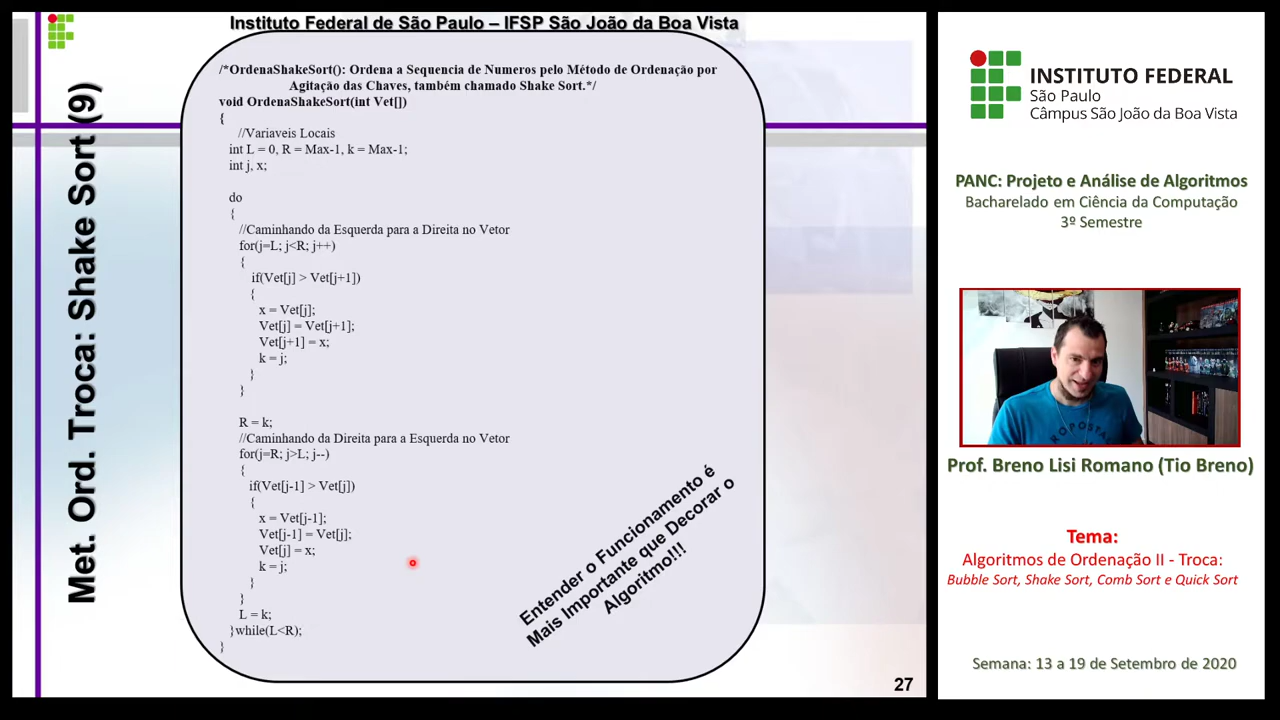 Instituto Federal de São Paulo – IFSP São João da Boa Vista
Met. Ord. Troca: Shake Sort (9)
/*OrdenaShakeSort(): Ordena a Sequencia de Numeros pelo Método de Ordenação por
Agitação das Chaves, também chamado Shake Sort.*/
void OrdenaShakeSort(int Vet[])
{
//Variaveis Locais
int L = 0, R = Max-1, k = Max-1;
int j, x;
do
{
//Caminhando da Esquerda para a Direita no Vetor
for(j=L; j<R; j++)
{
if(Vet[j] > Vet[j+1])
{
x = Vet[j];
Vet[j] = Vet[j+1];
Vet[j+1] = x;
k = j;
}
}
R = k;
//Caminhando da Direita para a Esquerda no Vetor
for(j=R; j>L; j--)
{
if(Vet[j-1] > Vet[j])
{
x = Vet[j-1];
Vet[j-1] = Vet[j];
Vet[j] = x;
k = j;
}
}
L = k;
}while(L<R);
}
Entender o Funcionamento é
Mais Importante que Decorar o
Algoritmo!!!
27
INSTITUTO FEDERAL
São Paulo
Câmpus São João da Boa Vista
PANC: Projeto e Análise de Algoritmos
Bacharelado em Ciência da Computação
3º Semestre
Prof. Breno Lisi Romano (Tio Breno)
Tema:
Algoritmos de Ordenação II - Troca:
Bubble Sort, Shake Sort, Comb Sort e Quick Sort
Semana: 13 a 19 de Setembro de 2020